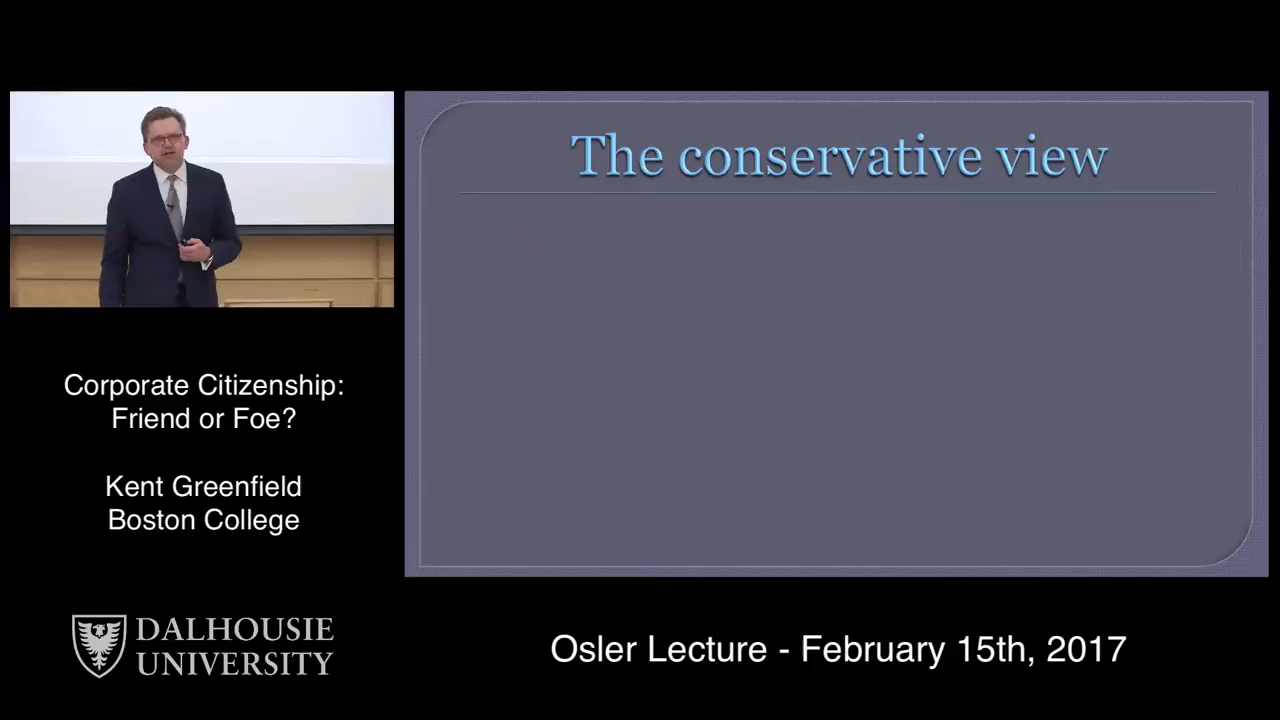 The conservative view
Corporate Citizenship:
Friend or Foe?
Kent Greenfield
Boston College
DALHOUSIE
UNIVERSITY
Osler Lecture - February 15th, 2017